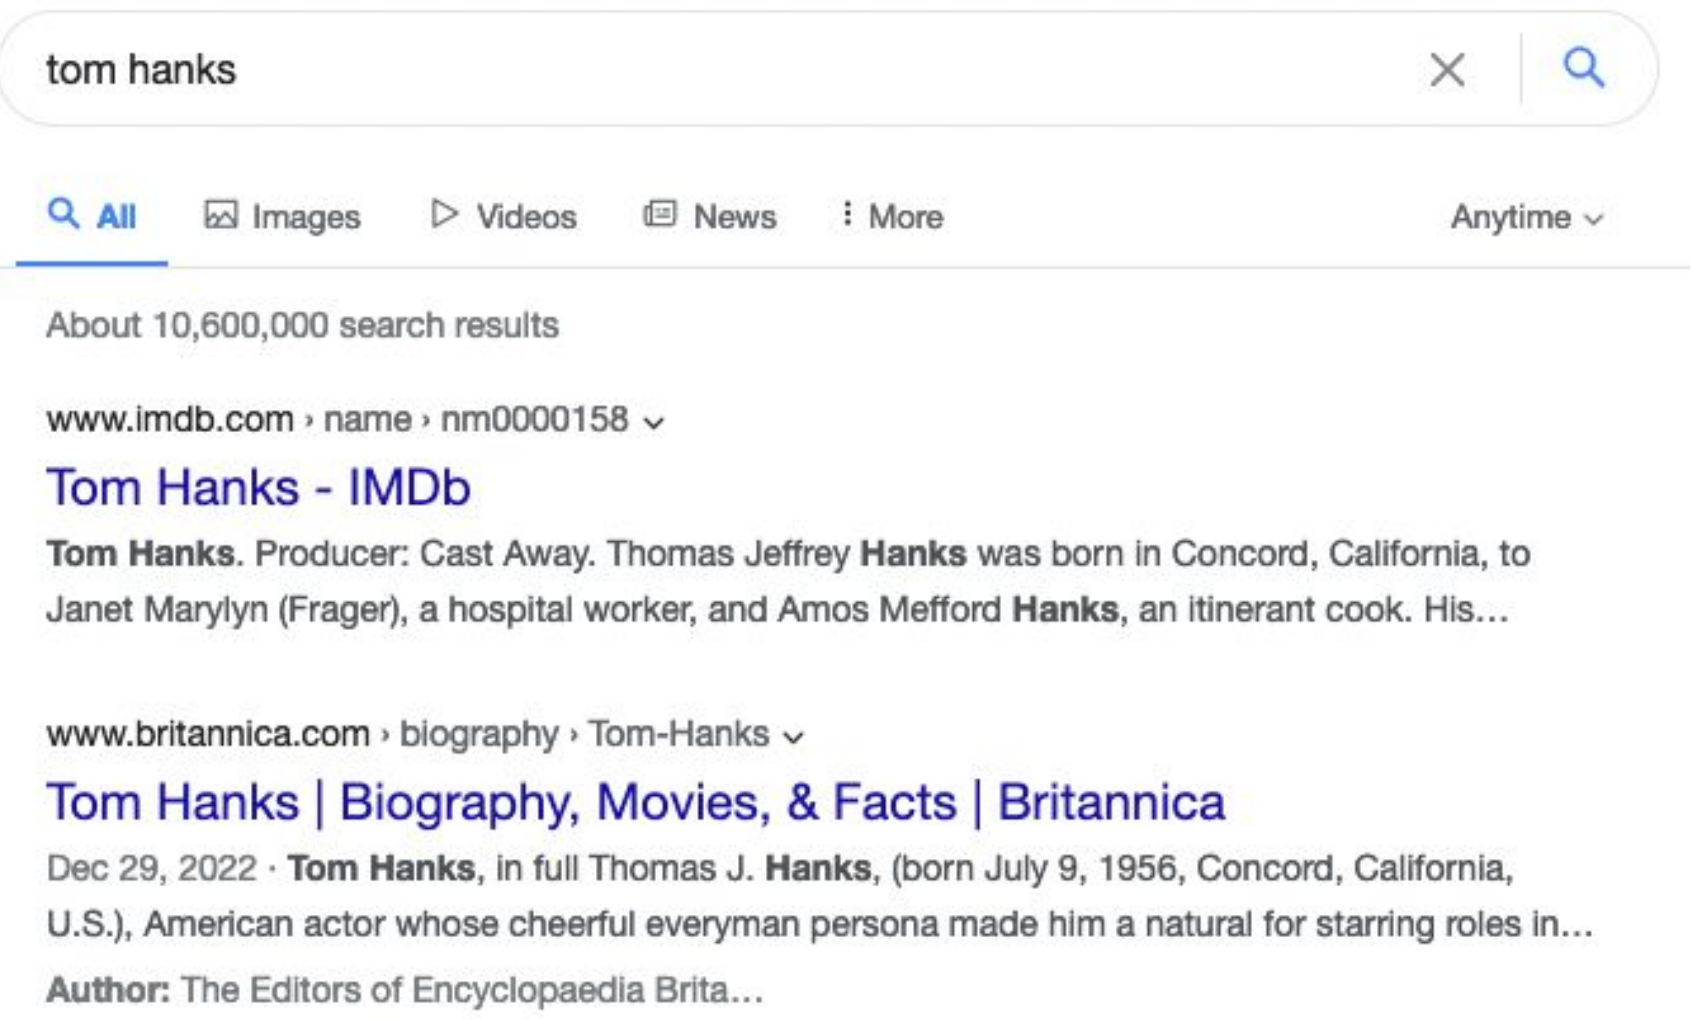 tom hanks
All Images Videos News More Anytime
About 10,600,000 search results
www.imdb.com › name › nm0000158
Tom Hanks - IMDb
Tom Hanks. Producer: Cast Away. Thomas Jeffrey Hanks was born in Concord, California, to
Janet Marylyn (Frager), a hospital worker, and Amos Mefford Hanks, an itinerant cook. His...
www.britannica.com › biography › Tom-Hanks
Tom Hanks | Biography, Movies, & Facts | Britannica
Dec 29, 2022 · Tom Hanks, in full Thomas J. Hanks, (born July 9, 1956, Concord, California,
U.S.), American actor whose cheerful everyman persona made him a natural for starring roles in...
Author: The Editors of Encyclopaedia Brita...